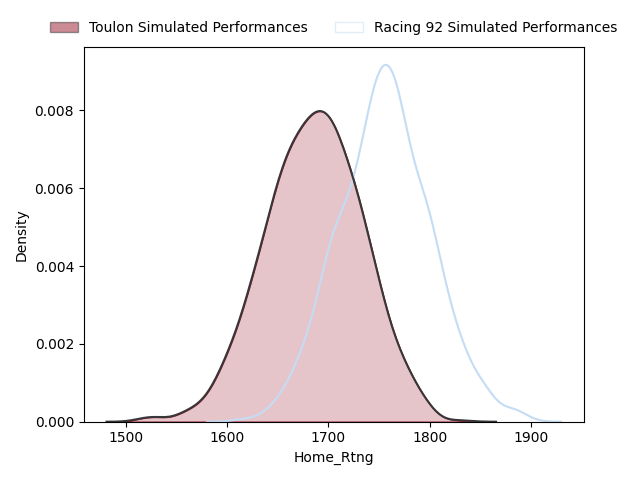 Toulon Simulated Performances Racing 92 Simulated Performances
0.008
0.006
0.004
0.002
0.000
Density
1500 1600 1700 1800 1900
Home_Rtng